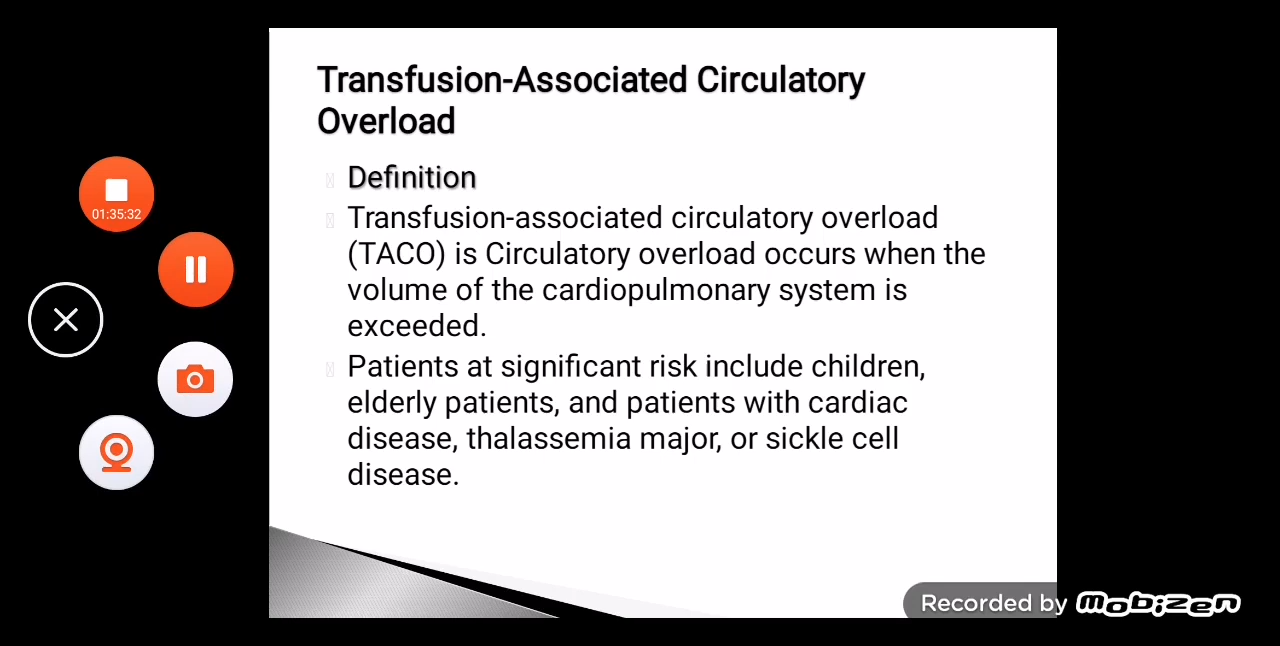 Transfusion-Associated Circulatory
Overload
Definition
Transfusion-associated circulatory overload
(TACO) is Circulatory overload occurs when the
volume of the cardiopulmonary system is
exceeded.
Patients at significant risk include children,
elderly patients, and patients with cardiac
disease, thalassemia major, or sickle cell
disease.
01:35:32
Recorded by mobizen